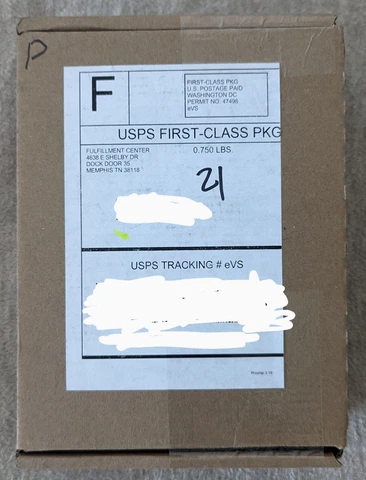 P
F
FIRST-CLASS PKG
U.S. POSTAGE PAID
WASHINGTON DC
PERMIT NO. 47496
eVS
USPS FIRST-CLASS PKG
FULFILLMENT CENTER
4638 E SHELBY DR
DOCK DOOR 35
MEMPHIS TN 38118
0.750 LBS.
21
USPS TRACKING # eVS